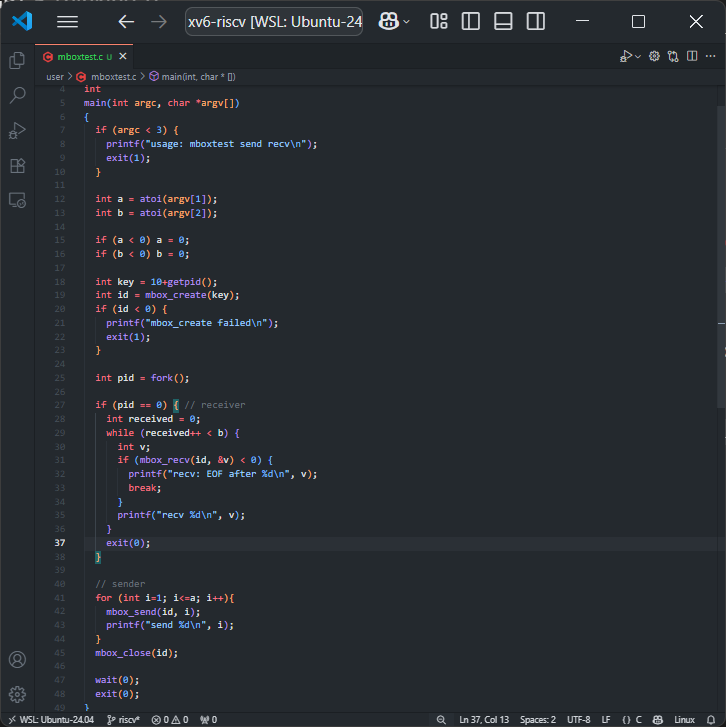 xv6-riscv [WSL: Ubuntu-24
mboxtest.c U
user > mboxtest.c > main(int, char * [])
4 int
5 main(int argc, char *argv[])
6 {
7   if (argc < 3) {
8     printf("usage: mboxtest send recv\n");
9     exit(1);
10   }
11
12   int a = atoi(argv[1]);
13   int b = atoi(argv[2]);
14
15   if (a < 0) a = 0;
16   if (b < 0) b = 0;
17
18   int key = 10+getpid();
19   int id = mbox_create(key);
20   if (id < 0) {
21     printf("mbox_create failed\n");
22     exit(1);
23   }
24
25   int pid = fork();
26
27   if (pid == 0) { // receiver
28     int received = 0;
29     while (received++ < b) {
30       int v;
31       if (mbox_recv(id, &v) < 0) {
32         printf("recv: EOF after %d\n", v);
33         break;
34       }
35       printf("recv %d\n", v);
36     }
37     exit(0);
38   }
39
40   // sender
41   for (int i=1; i<=a; i++){
42     mbox_send(id, i);
43     printf("send %d\n", i);
44   }
45   mbox_close(id);
46
47   wait(0);
48   exit(0);
49 }
WSL: Ubuntu-24.04 riscv* 0 0 0 Ln 37, Col 13 Spaces: 2 UTF-8 LF {} C Linux